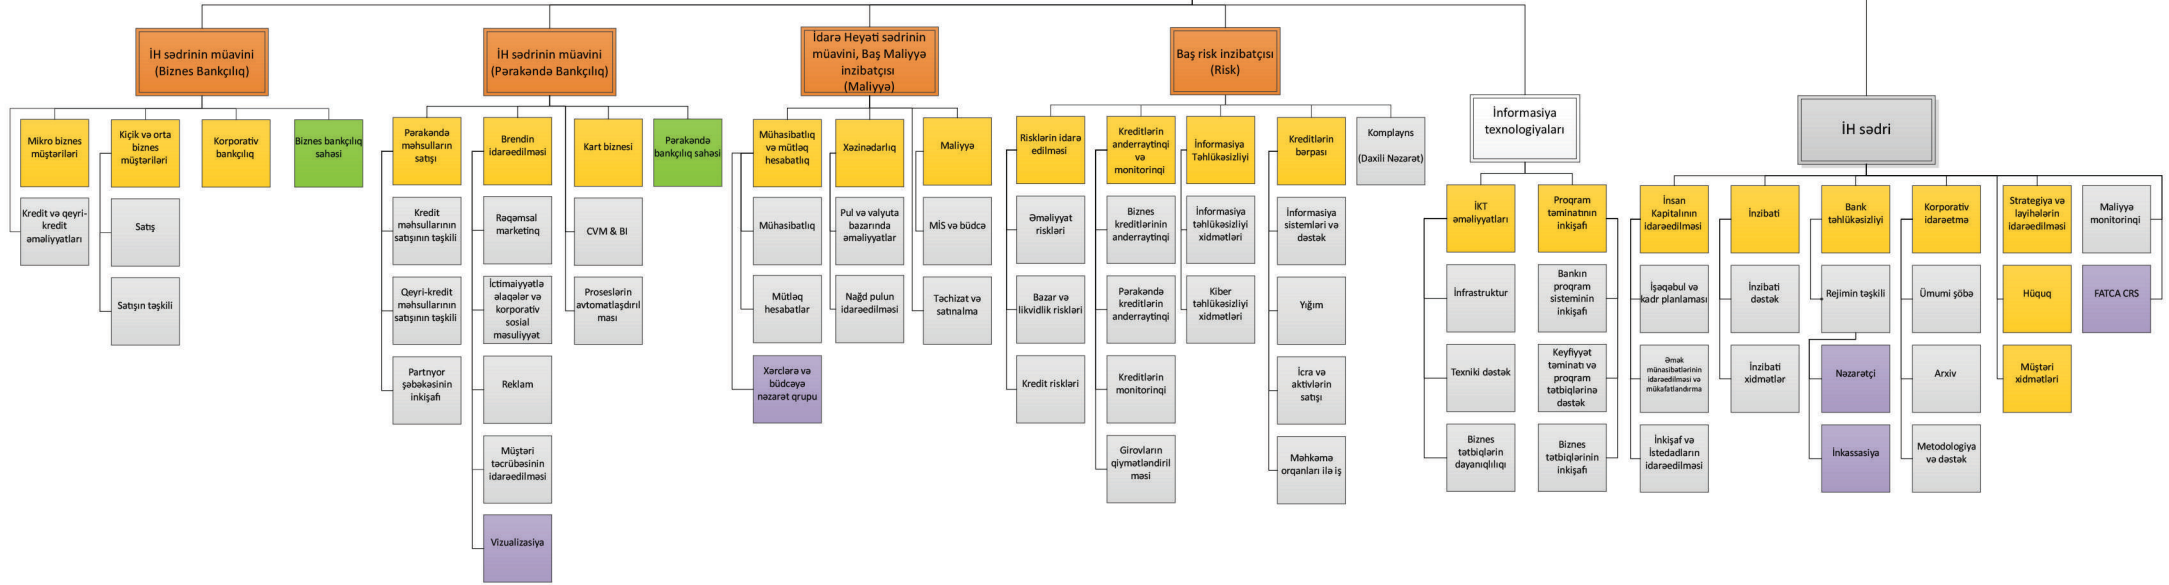 İH sədrinin müavini
(Biznes Bankçılıq)
Mikro biznes
müştəriləri
Kredit və qeyri-
kredit
əməliyyatları
Kiçik və orta
biznes
müştəriləri
Satış
Satışın təşkili
Korporativ
bankçılıq
Biznes bankçılıq
sahəsi
İH sədrinin müavini
(Pərakəndə Bankçılıq)
Pərakəndə
məhsulların
satışı
Kredit
məhsullarının
satışının təşkili
Qeyri-kredit
məhsullarının
satışının təşkili
Partnyor
şəbəkəsinin
inkişafı
Brendin
idarəedilməsi
Rəqəmsal
marketinq
İctimaiyyətlə
əlaqələr və
korporativ
sosial
məsuliyyət
Reklam
Müştəri
təcrübəsinin
idarəedilməsi
Vizualizasiya
Kart biznesi
CVM & BI
Proseslərin
avtomatlaşdırıl
ması
Pərakəndə
bankçılıq sahəsi
İdarə Heyəti sədrinin
müavini, Baş Maliyyə
inzibatçısı
(Maliyyə)
Mühasibatlıq
və mütləq
hesabatlıq
Mühasibatlıq
Mütləq
hesabatlar
Xərclərə və
büdcəyə
nəzarət qrupu
Xəzinədarlıq
Pul və valyuta
bazarında
əməliyyatlar
Nağd pulun
idarəedilməsi
Maliyyə
MİS və büdcə
Təchizat və
satınalma
Baş risk inzibatçısı
(Risk)
Risklərin idarə
edilməsi
Əməliyyat
riskləri
Bazar və
likvidlik riskləri
Kredit riskləri
Kreditlərin
anderraytinqi
və
monitorinqi
Biznes
kreditlərinin
anderraytinqi
Pərakəndə
kreditlərin
anderraytinqi
Kreditlərin
monitorinqi
Girovların
qiymətləndiril
məsi
İnformasiya
Təhlükəsizliyi
İnformasiya
təhlükəsizliyi
xidmətləri
Kiber
təhlükəsizliyi
xidmətləri
Kreditlərin
bərpası
İnformasiya
sistemləri və
dəstək
Yığım
İcra və
aktivlərin
satışı
Məhkəmə
orqanları ilə iş
Komplayns
(Daxili Nəzarət)
İnformasiya
texnologiyaları
İKT
əməliyyatları
İnfrastruktur
Texniki dəstək
Biznes
tətbiqlərin
dayanıqlılığı
Proqram
təminatının
inkişafı
Bankın
proqram
sisteminin
inkişafı
Keyfiyyət
təminatı və
proqram
tətbiqlərinə
dəstək
Biznes
tətbiqlərinin
inkişafı
İH sədri
İnsan
Kapitalının
idarəedilməsi
İşəqəbul və
kadr planlaması
Əmək
münasibətlərinin
idarəedilməsi və
mükafatlandırma
İnkişaf və
İstedadların
idarəedilməsi
İnzibati
İnzibati
dəstək
İnzibati
xidmətlər
Bank
təhlükəsizliyi
Rejimin təşkili
Nəzarətçi
İnkassasiya
Korporativ
idarəetmə
Ümumi şöbə
Arxiv
Metodologiya
və dəstək
Strategiya və
layihələrin
idarəedilməsi
Hüquq
Müştəri
xidmətləri
Maliyyə
monitorinqi
FATCA CRS